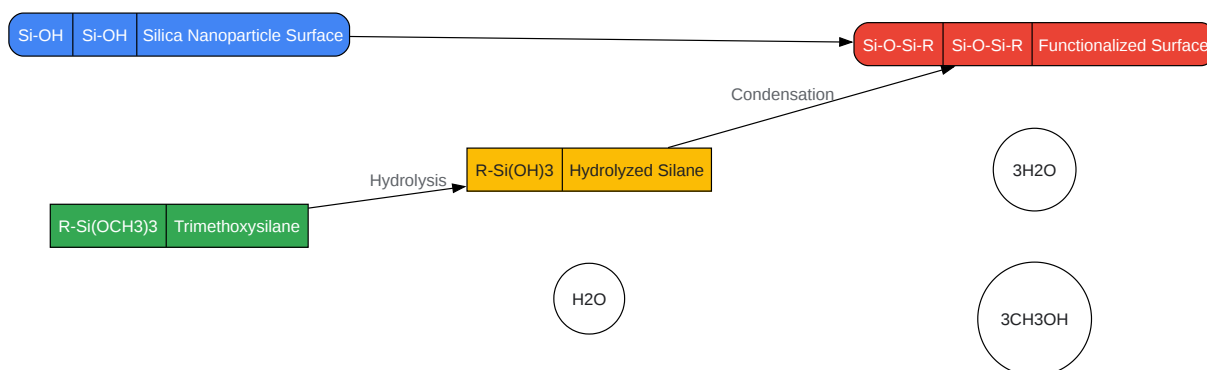 Si-OH Si-OH Silica Nanoparticle Surface
Si-O-Si-R Si-O-Si-R Functionalized Surface
Condensation
R-Si(OH)3 Hydrolyzed Silane
3H2O
Hydrolysis
R-Si(OCH3)3 Trimethoxysilane
H2O
3CH3OH